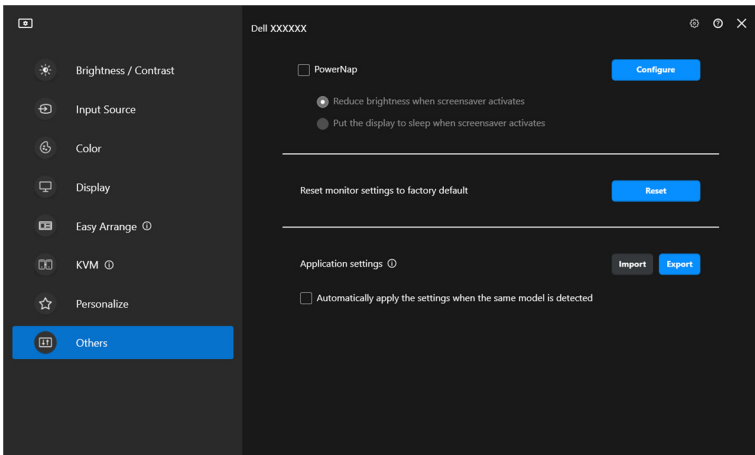 Dell XXXXXX
Brightness / Contrast
Input Source
Color
Display
Easy Arrange
KVM
Personalize
Others
PowerNap
Configure
Reduce brightness when screensaver activates
Put the display to sleep when screensaver activates
Reset monitor settings to factory default
Reset
Application settings
Import
Export
Automatically apply the settings when the same model is detected